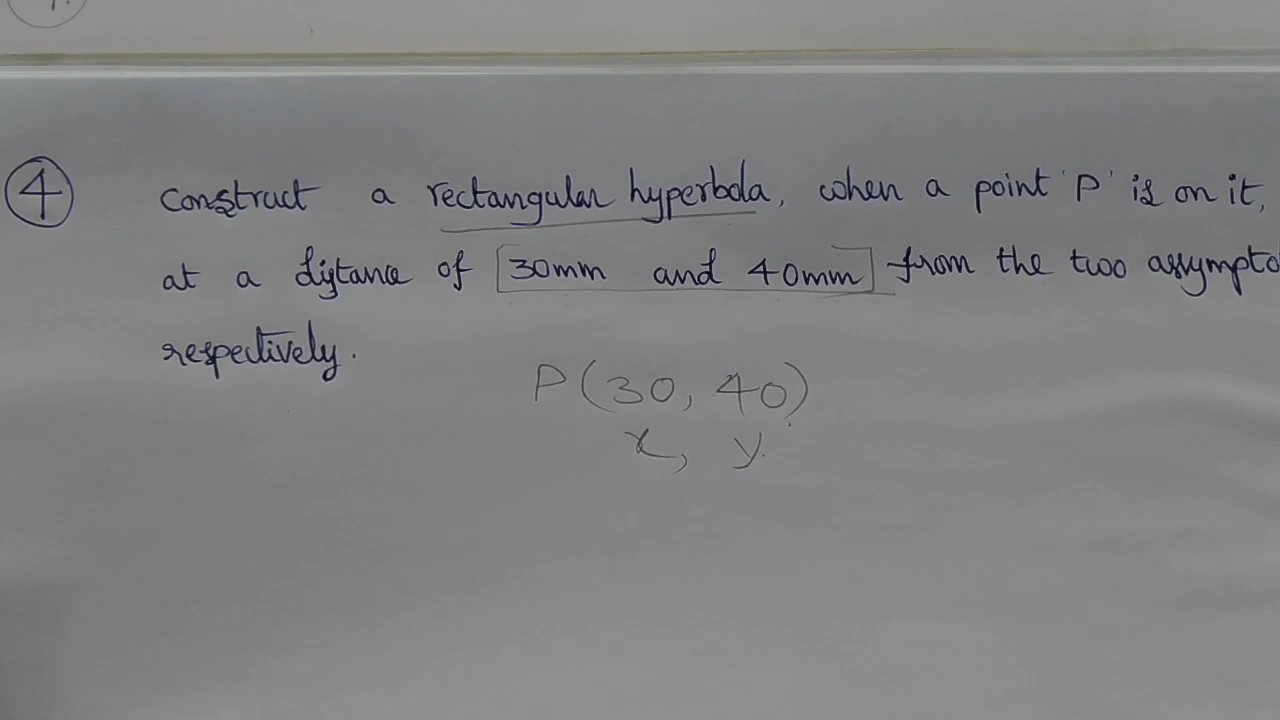 4 construct a rectangular hyperbola, when a point 'P' is on it,
at a distance of 30mm and 40mm from the two assympto
respectively.
P(30, 40)
x, y.